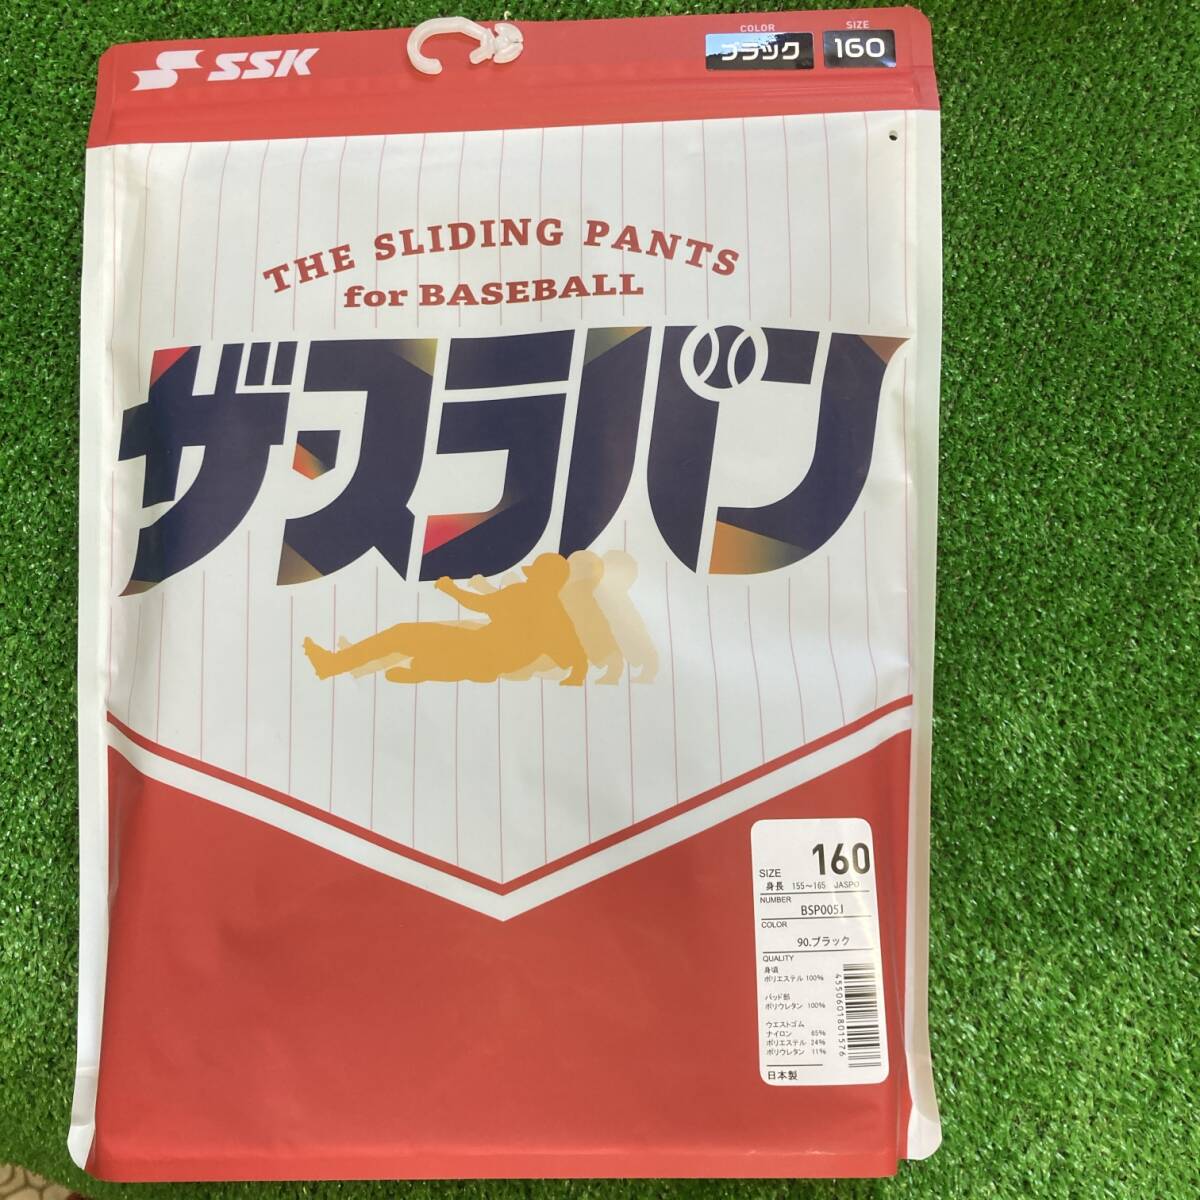 SSK
COLOR
ブラック
SIZE
160
THE SLIDING PANTS
for BASEBALL
ザ・スラパン
SIZE 160
身長 155〜165 JASPO
NUMBER
BSP005J
COLOR
90.ブラック
QUALITY
身頃
ポリエステル 100%
パッド部
ポリウレタン 100%
ウエストゴム
ナイロン 65%
ポリエステル 24%
ポリウレタン 11%
日本製
4550601801576